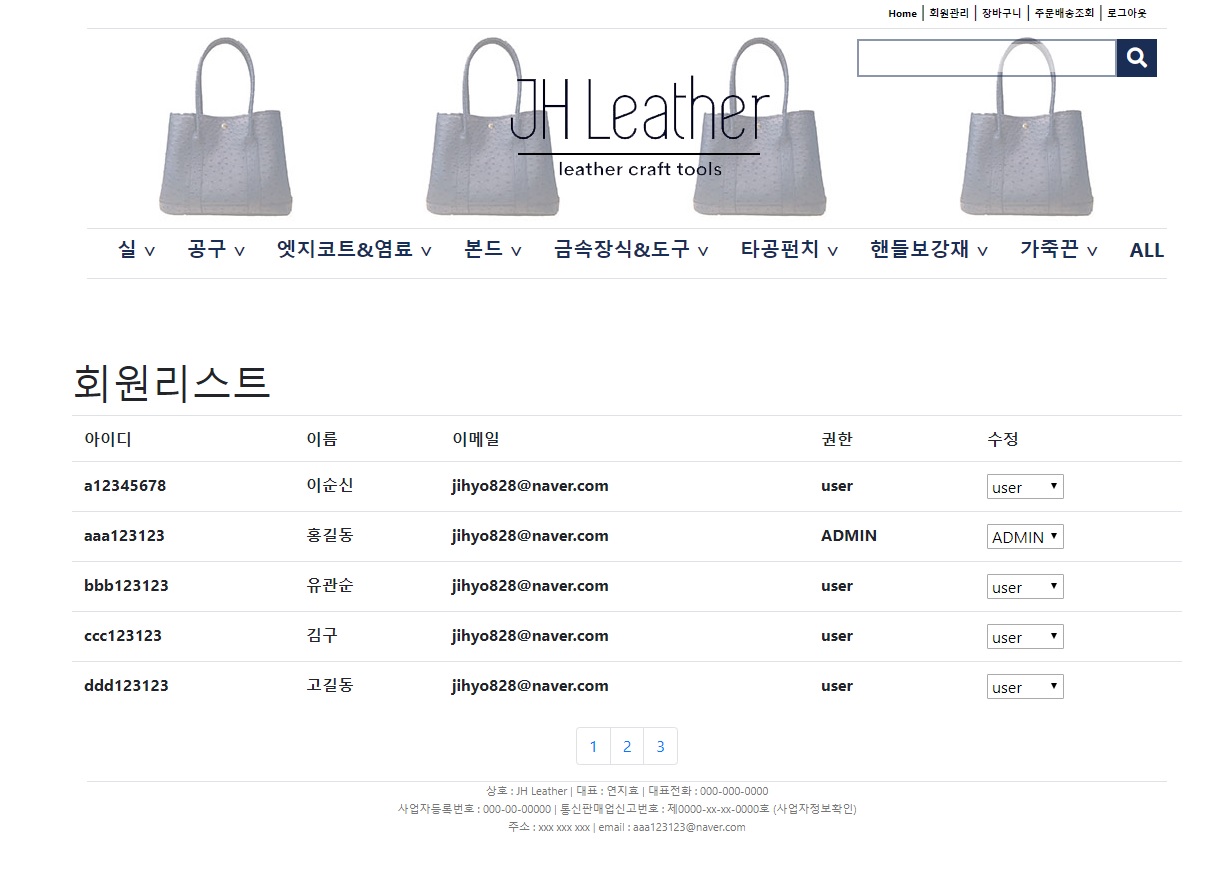 Home | 회원관리 | 장바구니 | 주문배송조회 | 로그아웃
JH Leather
leather craft tools
실 ∨ 공구 ∨ 엣지코트&염료 ∨ 본드 ∨ 금속장식&도구 ∨ 타공펀치 ∨ 핸들보강재 ∨ 가죽끈 ∨ ALL
회원리스트
아이디 이름 이메일 권한 수정
a12345678 이순신 jihyo828@naver.com user user
aaa123123 홍길동 jihyo828@naver.com ADMIN ADMIN
bbb123123 유관순 jihyo828@naver.com user user
ccc123123 김구 jihyo828@naver.com user user
ddd123123 고길동 jihyo828@naver.com user user
1 2 3
상호 : JH Leather | 대표 : 연지효 | 대표전화 : 000-000-0000
사업자등록번호 : 000-00-00000 | 통신판매업신고번호 : 제0000-xx-xx-0000호 (사업자정보확인)
주소 : xxx xxx xxx | email : aaa123123@naver.com